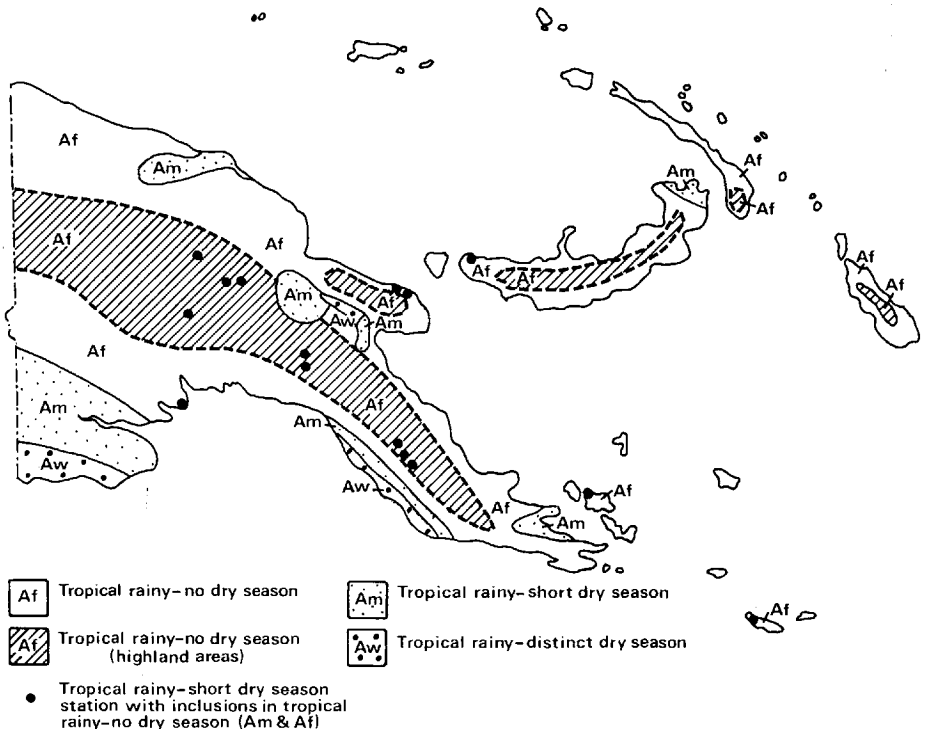 Af
Am
Am
Af
Af
Af
Af
Af
Af
Am
Af
Af
Af
Af
Aw
Am
Af
Am
Af
Am
Aw
Aw
Af
Af
Am
Af
Af Tropical rainy-no dry season
Am Tropical rainy-short dry season
Af Tropical rainy-no dry season
(highland areas)
Aw Tropical rainy-distinct dry season
Tropical rainy-short dry season
station with inclusions in tropical
rainy-no dry season (Am & Af)